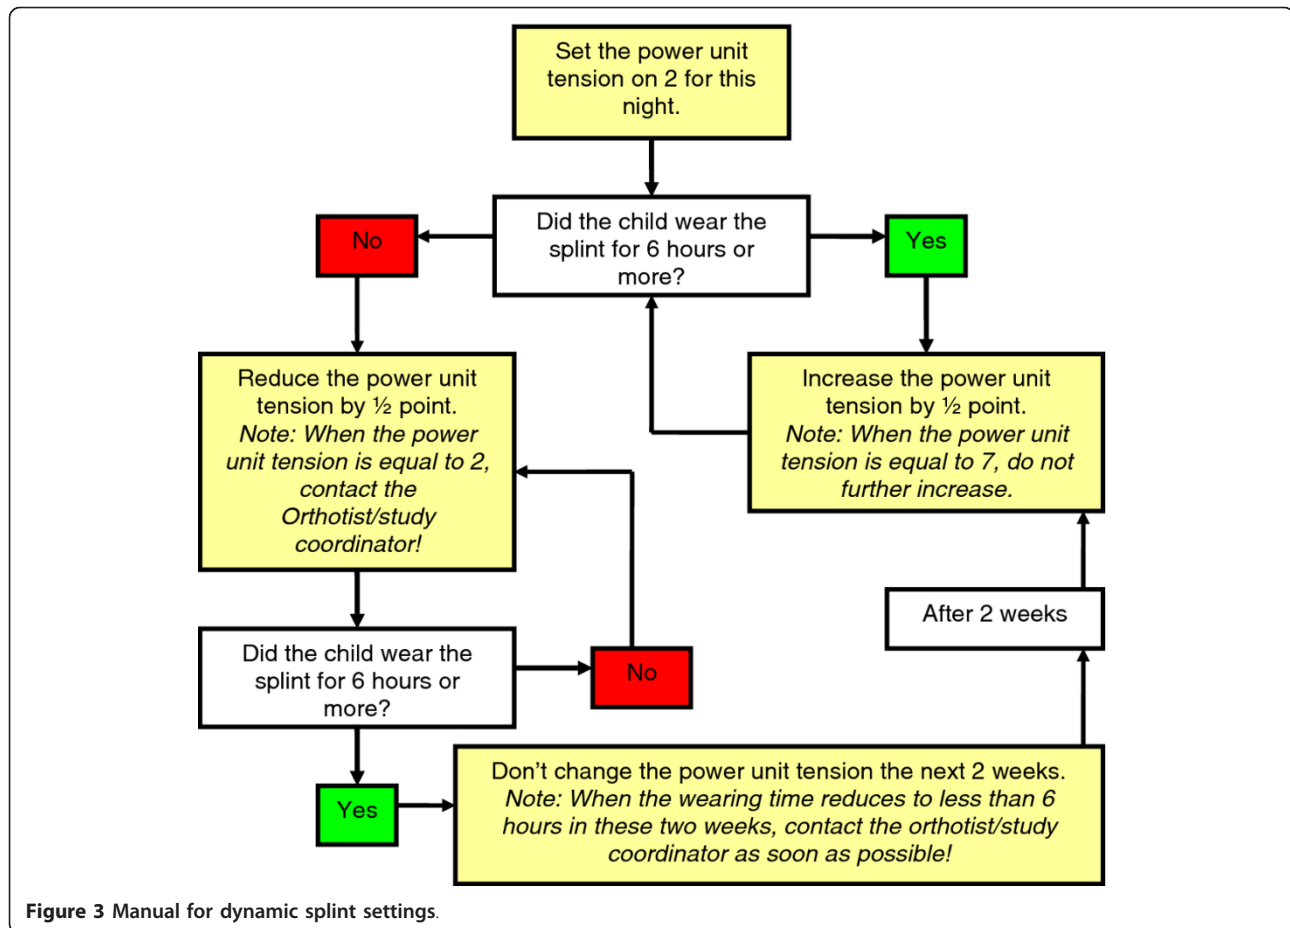 Set the power unit
tension on 2 for this
night.
Did the child wear the
splint for 6 hours or
more?
No
Yes
Reduce the power unit
tension by ½ point.
Note: When the power
unit tension is equal to 2,
contact the
Orthotist/study
coordinator!
Increase the power unit
tension by ½ point.
Note: When the power unit
tension is equal to 7, do not
further increase.
After 2 weeks
Did the child wear the
splint for 6 hours or
more?
No
Yes
Don't change the power unit tension the next 2 weeks.
Note: When the wearing time reduces to less than 6
hours in these two weeks, contact the orthotist/study
coordinator as soon as possible!
Figure 3 Manual for dynamic splint settings.